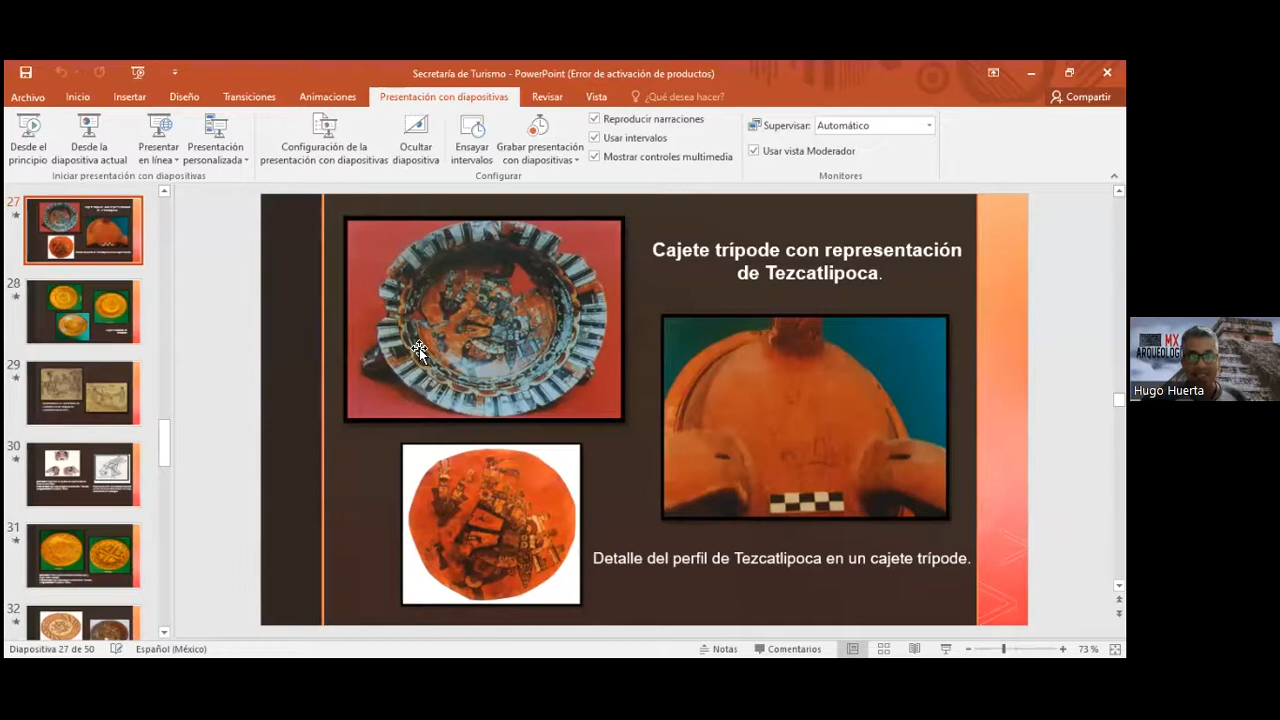 Secretaría de Turismo - PowerPoint (Error de activación de productos)
Archivo Inicio Insertar Diseño Transiciones Animaciones Presentación con diapositivas Revisar Vista ¿Qué desea hacer? Compartir
Desde el principio
Desde la diapositiva actual
Presentar en línea
Presentación personalizada
Configuración de la presentación con diapositivas
Ocultar diapositiva
Ensayar intervalos
Grabar presentación con diapositivas
Reproducir narraciones
Usar intervalos
Mostrar controles multimedia
Supervisar: Automático
Usar vista Moderador
Iniciar presentación con diapositivas
Configurar
Monitores
27
28
29
30
31
32
Cajete trípode con representación
de Tezcatlipoca.
Detalle del perfil de Tezcatlipoca en un cajete trípode.
MX
ARQUEOLOG
Hugo Huerta
Diapositiva 27 de 50 Español (México) Notas Comentarios 73 %